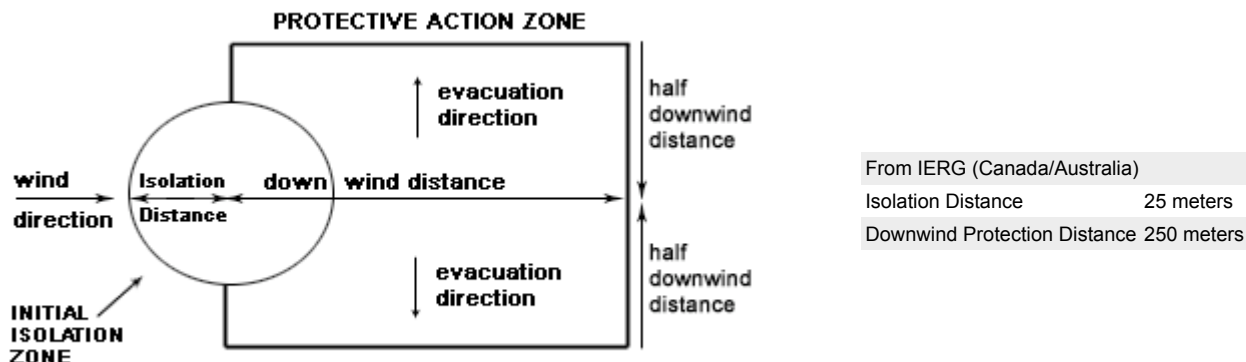 PROTECTIVE ACTION ZONE
evacuation
direction
half
downwind
distance
wind
direction
Isolation
Distance
down wind distance
evacuation
direction
half
downwind
distance
INITIAL
ISOLATION
ZONE
From IERG (Canada/Australia)
Isolation Distance 25 meters
Downwind Protection Distance 250 meters